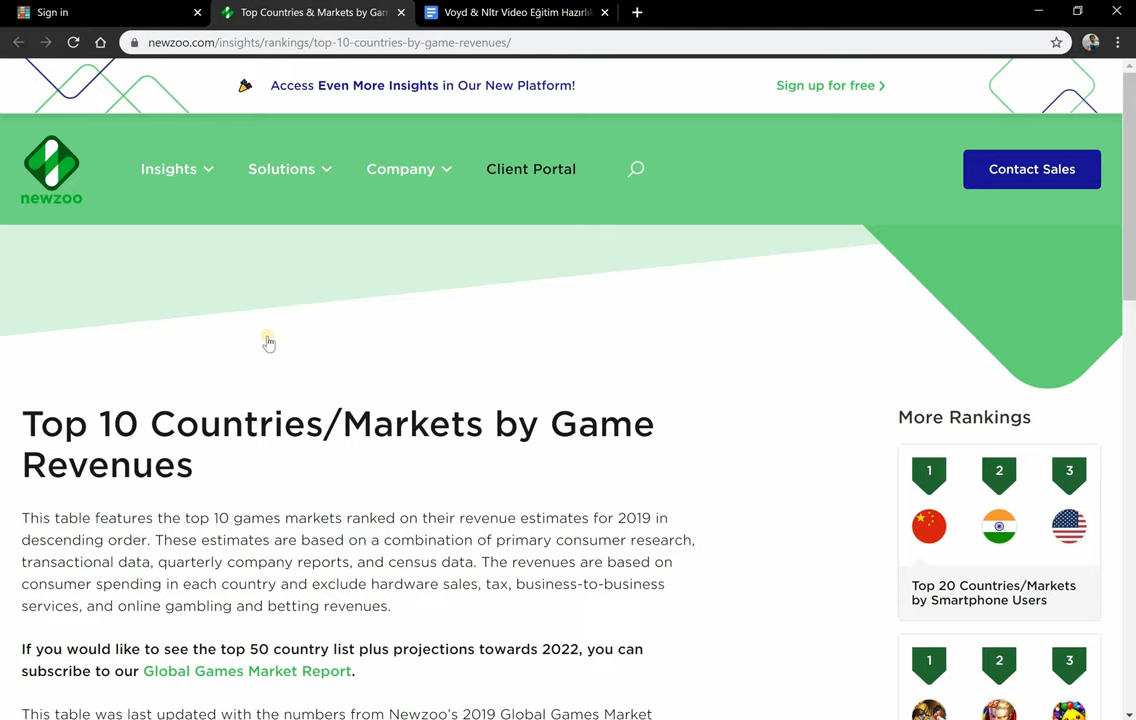 Sign in
Top Countries & Markets by Gam
Voyd & Nltr Video Eğitim Hazırlı
newzoo.com/insights/rankings/top-10-countries-by-game-revenues/
Access Even More Insights in Our New Platform!
Sign up for free
newzoo
Insights
Solutions
Company
Client Portal
Contact Sales
Top 10 Countries/Markets by Game
Revenues
This table features the top 10 games markets ranked on their revenue estimates for 2019 in
descending order. These estimates are based on a combination of primary consumer research,
transactional data, quarterly company reports, and census data. The revenues are based on
consumer spending in each country and exclude hardware sales, tax, business-to-business
services, and online gambling and betting revenues.
If you would like to see the top 50 country list plus projections towards 2022, you can
subscribe to our Global Games Market Report.
This table was last updated with the numbers from Newzoo's 2019 Global Games Market
More Rankings
1 2 3
Top 20 Countries/Markets
by Smartphone Users
1 2 3